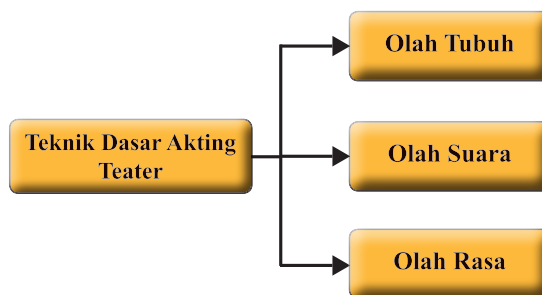 Teknik Dasar Akting
Teater
Olah Tubuh
Olah Suara
Olah Rasa